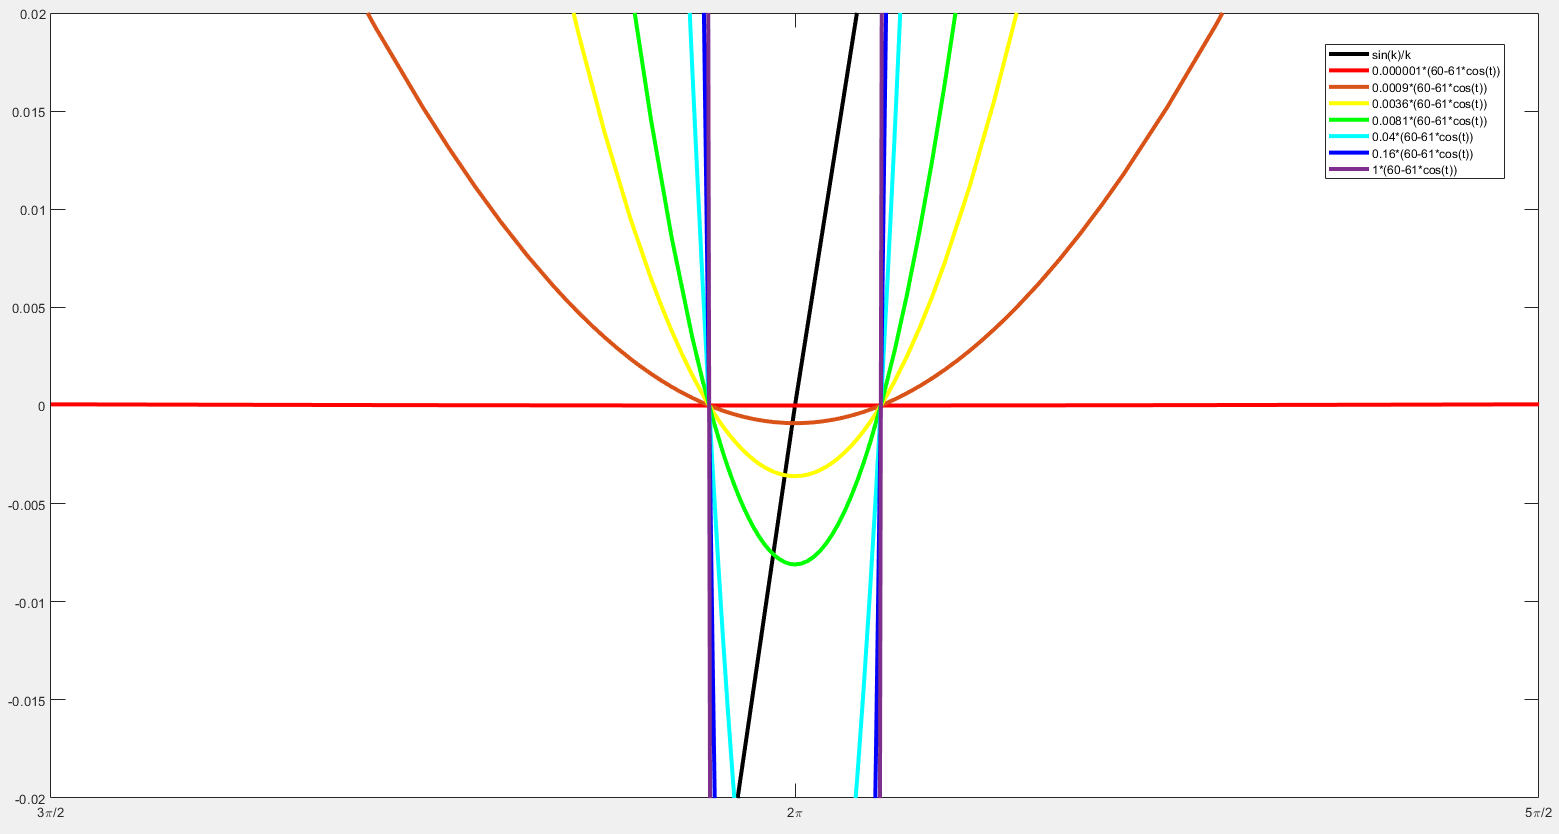 0.02
0.015
0.01
0.005
0
-0.005
-0.01
-0.015
-0.02
3π/2
2π
5π/2
sin(k)/k
0.000001*(60-61*cos(t))
0.0009*(60-61*cos(t))
0.0036*(60-61*cos(t))
0.0081*(60-61*cos(t))
0.04*(60-61*cos(t))
0.16*(60-61*cos(t))
1*(60-61*cos(t))